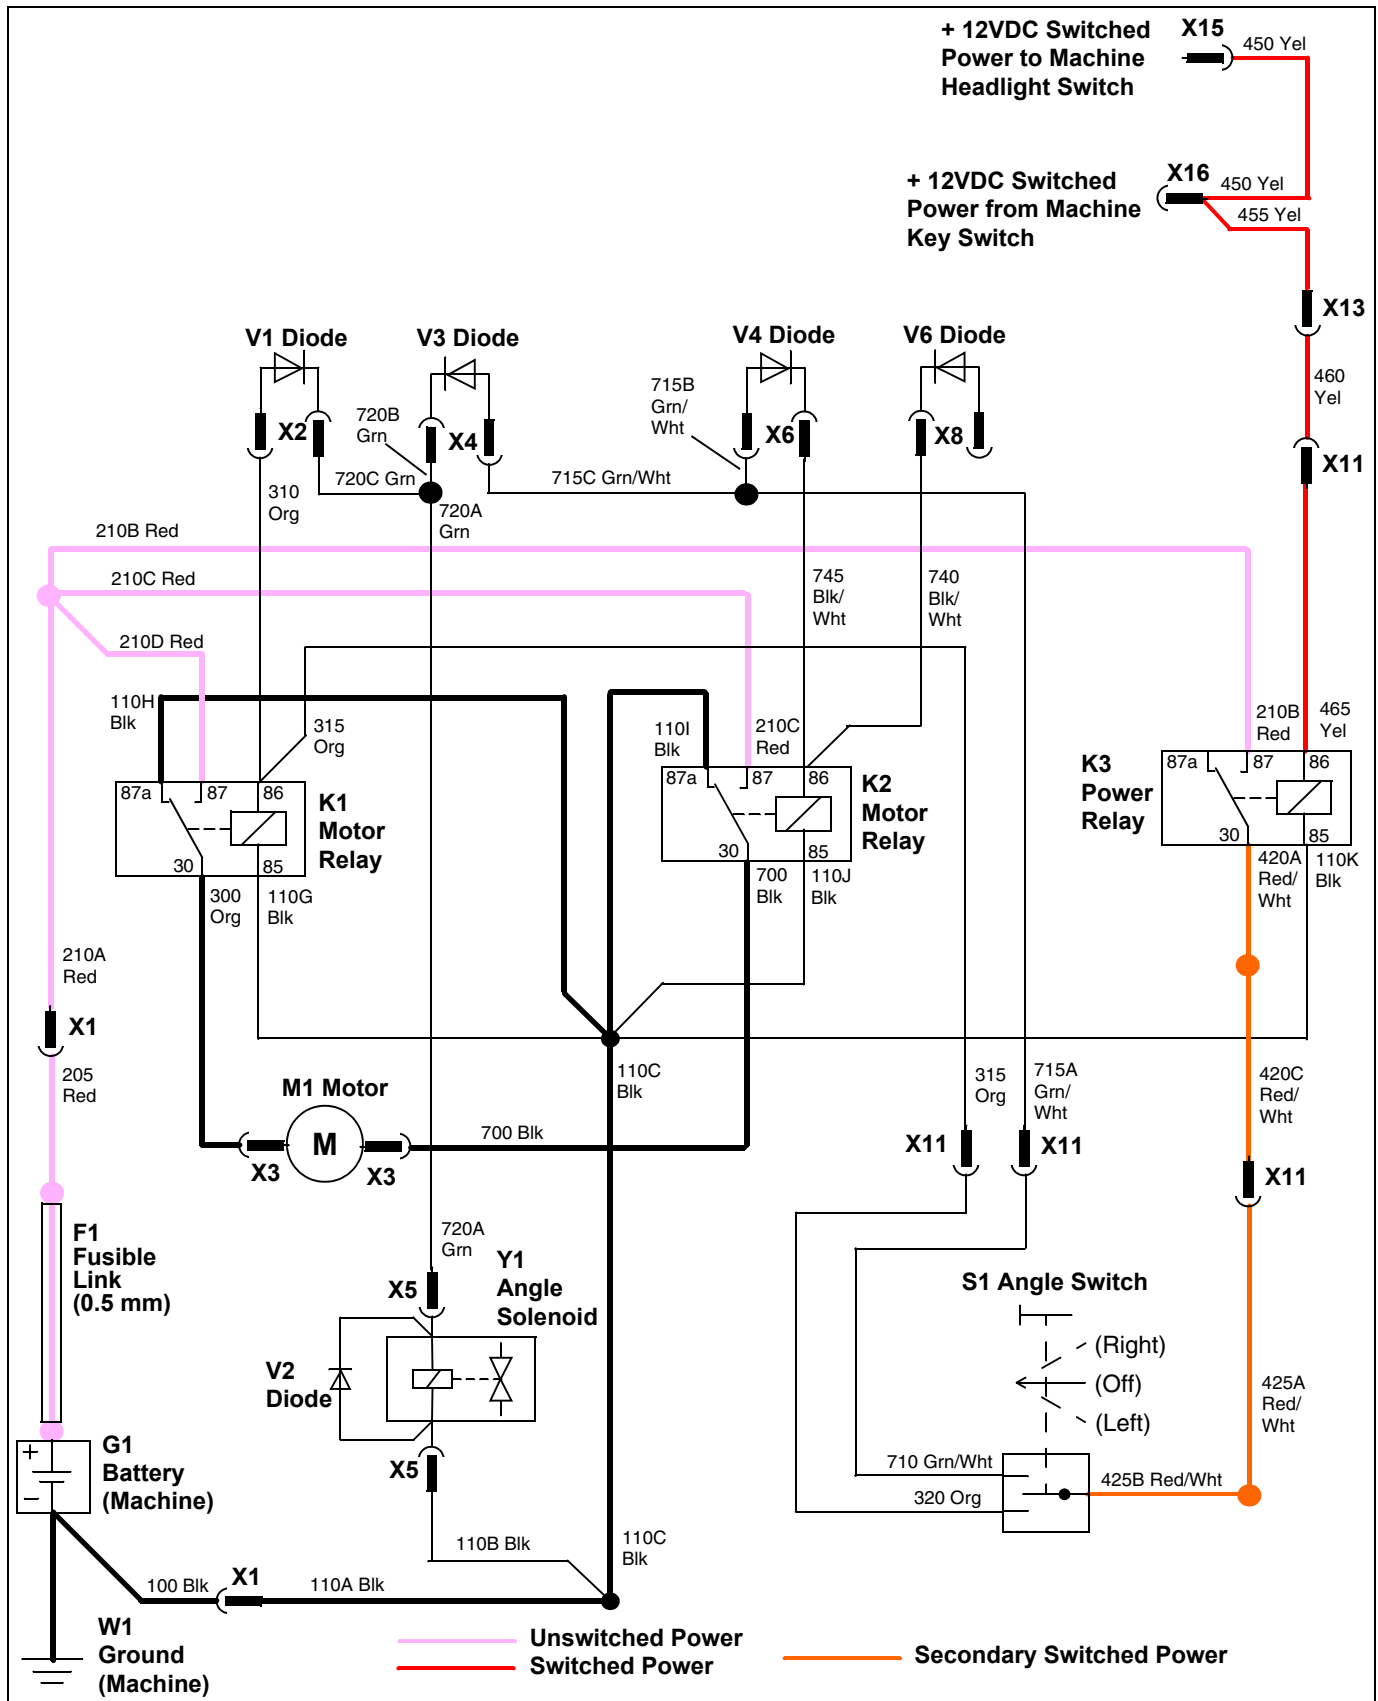 + 12VDC Switched
Power to Machine
Headlight Switch
X15
450 Yel
+ 12VDC Switched
Power from Machine
Key Switch
X16
450 Yel
455 Yel
X13
460
Yel
X11
V1 Diode
V3 Diode
V4 Diode
V6 Diode
X2
720B
Grn
X4
715B
Grn/
Wht
X6
X8
720C Grn
715C Grn/Wht
310
Org
720A
Grn
210B Red
210C Red
210D Red
745
Blk/
Wht
740
Blk/
Wht
110H
Blk
315
Org
110I
Blk
210C
Red
210B
Red
465
Yel
87a
87
86
30
85
K1
Motor
Relay
87a
87
86
30
85
K2
Motor
Relay
K3
Power
Relay
87a
87
86
30
85
300
Org
110G
Blk
700
Blk
110J
Blk
420A
Red/
Wht
110K
Blk
210A
Red
X1
205
Red
M1 Motor
M
X3
X3
700 Blk
110C
Blk
315
Org
715A
Grn/
Wht
420C
Red/
Wht
X11
X11
X11
F1
Fusible
Link
(0.5 mm)
720A
Grn
X5
Y1
Angle
Solenoid
V2
Diode
X5
S1 Angle Switch
(Right)
(Off)
(Left)
425A
Red/
Wht
710 Grn/Wht
320 Org
425B Red/Wht
+
–
G1
Battery
(Machine)
110B Blk
110C
Blk
100 Blk
X1
110A Blk
W1
Ground
(Machine)
Unswitched Power
Switched Power
Secondary Switched Power